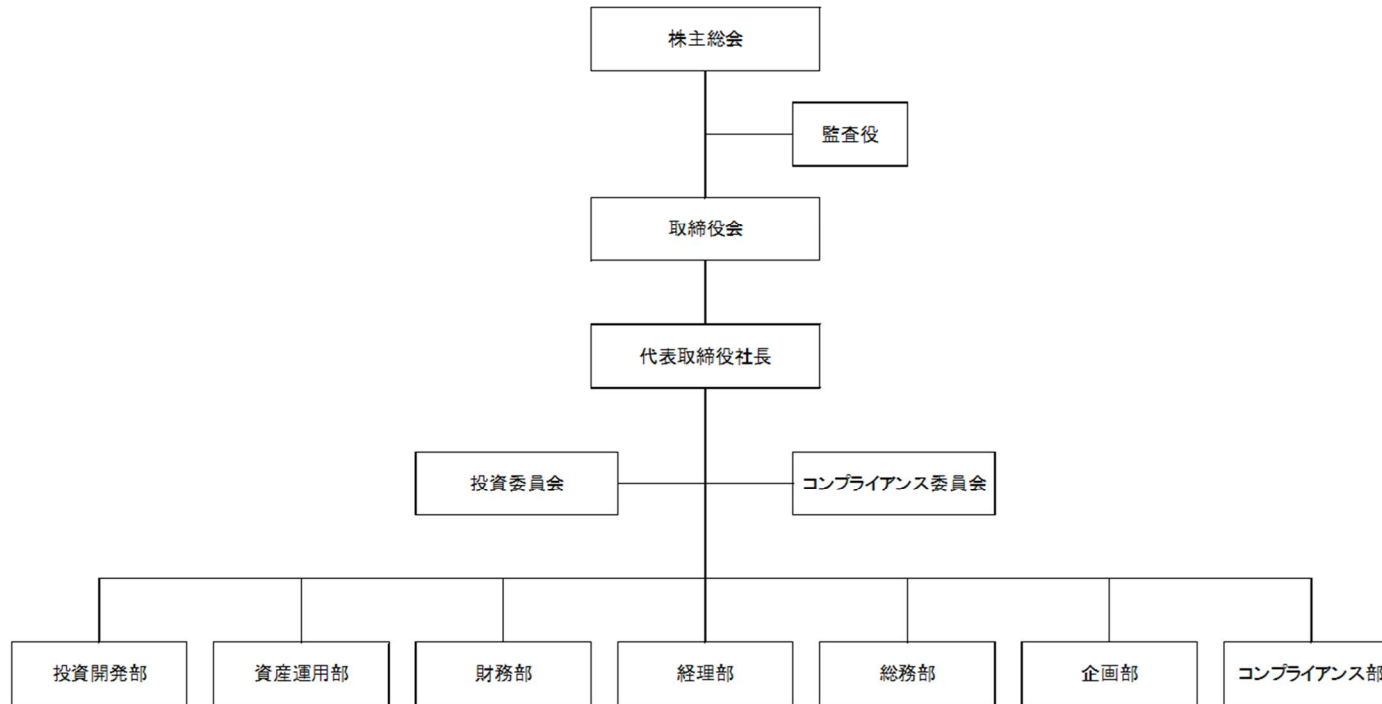 株主総会
監査役
取締役会
代表取締役社長
投資委員会
コンプライアンス委員会
投資開発部
資産運用部
財務部
経理部
総務部
企画部
コンプライアンス部